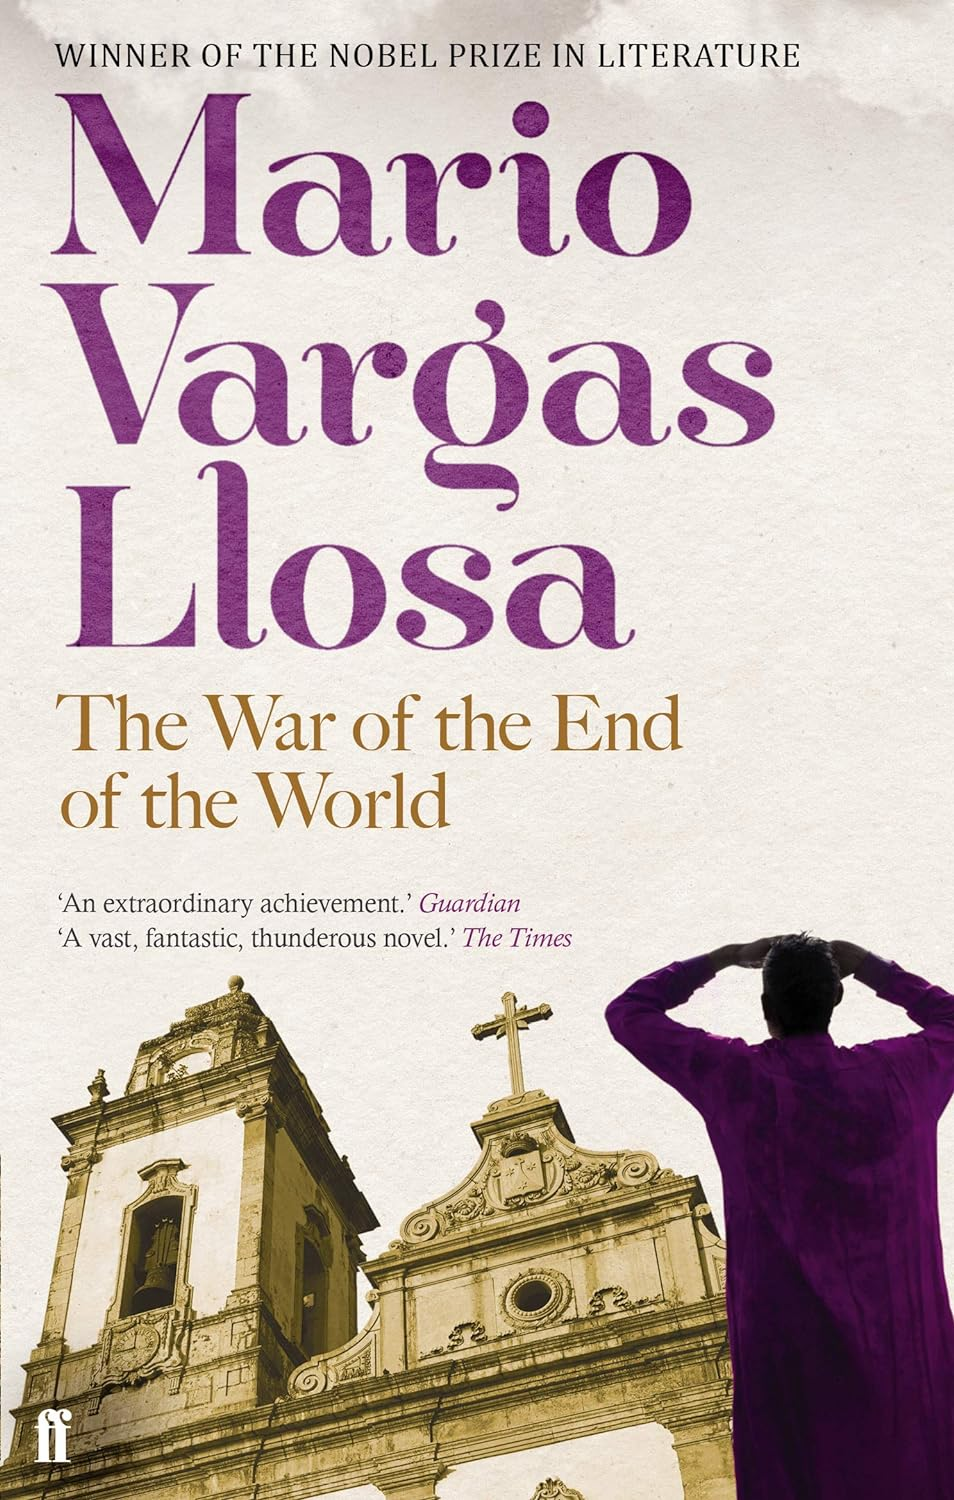 WINNER OF THE NOBEL PRIZE IN LITERATURE
Mario
Vargas
Llosa
The War of the End
of the World
‘An extraordinary achievement.’ Guardian
‘A vast, fantastic, thunderous novel.’ The Times
ff